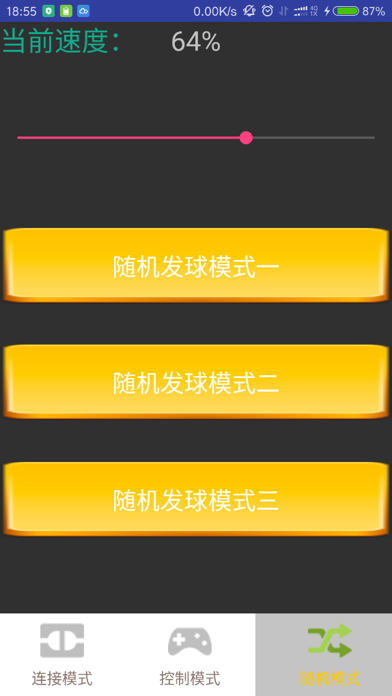 18:55 0.00K/s 4G 1X 87%
当前速度： 64%
随机发球模式一
随机发球模式二
随机发球模式三
连接模式 控制模式 随机模式